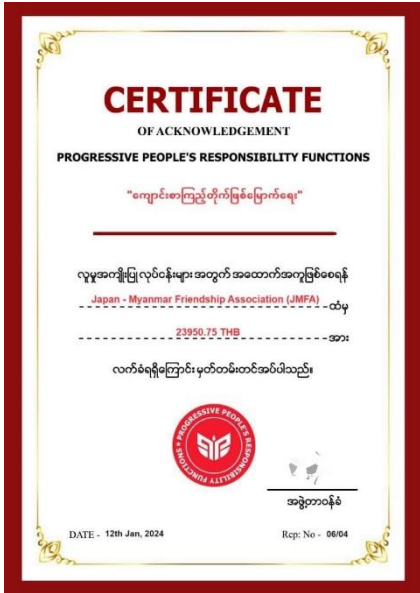 CERTIFICATE
OF ACKNOWLEDGEMENT
PROGRESSIVE PEOPLE'S RESPONSIBILITY FUNCTIONS
"ကျောင်းစာကြည့်တိုက်ဖြစ်မြောက်ရေး"
လူမှုအကျိုးပြုလုပ်ငန်းများအတွက် အထောက်အကူဖြစ်စေရန်
Japan - Myanmar Friendship Association (JMFA) ထံမှ
23950.75 THB အား
လက်ခံရရှိကြောင်း မှတ်တမ်းတင်အပ်ပါသည်။
PROGRESSIVE PEOPLE'S RESPONSIBILITY FUNCTIONS
အဖွဲ့တာဝန်ခံ
DATE - 12th Jan, 2024 Rcp: No - 06/04